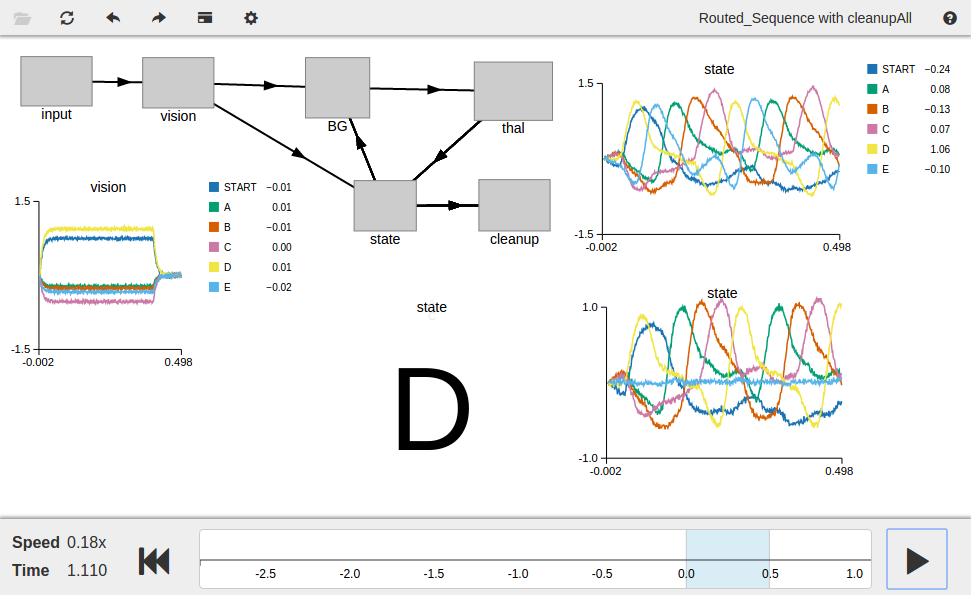 Routed_Sequence with cleanupAll
input
vision
BG
thal
state
cleanup
state
1.5
-1.5
-0.002
0.498
START −0.24
A 0.08
B −0.13
C 0.07
D 1.06
E −0.10
vision
1.5
-1.5
-0.002
0.498
START −0.01
A 0.01
B −0.01
C 0.00
D 0.01
E −0.02
state
D
state
1.0
-1.0
-0.002
0.498
Speed 0.18x
Time 1.110
-2.5 -2.0 -1.5 -1.0 -0.5 0.0 0.5 1.0